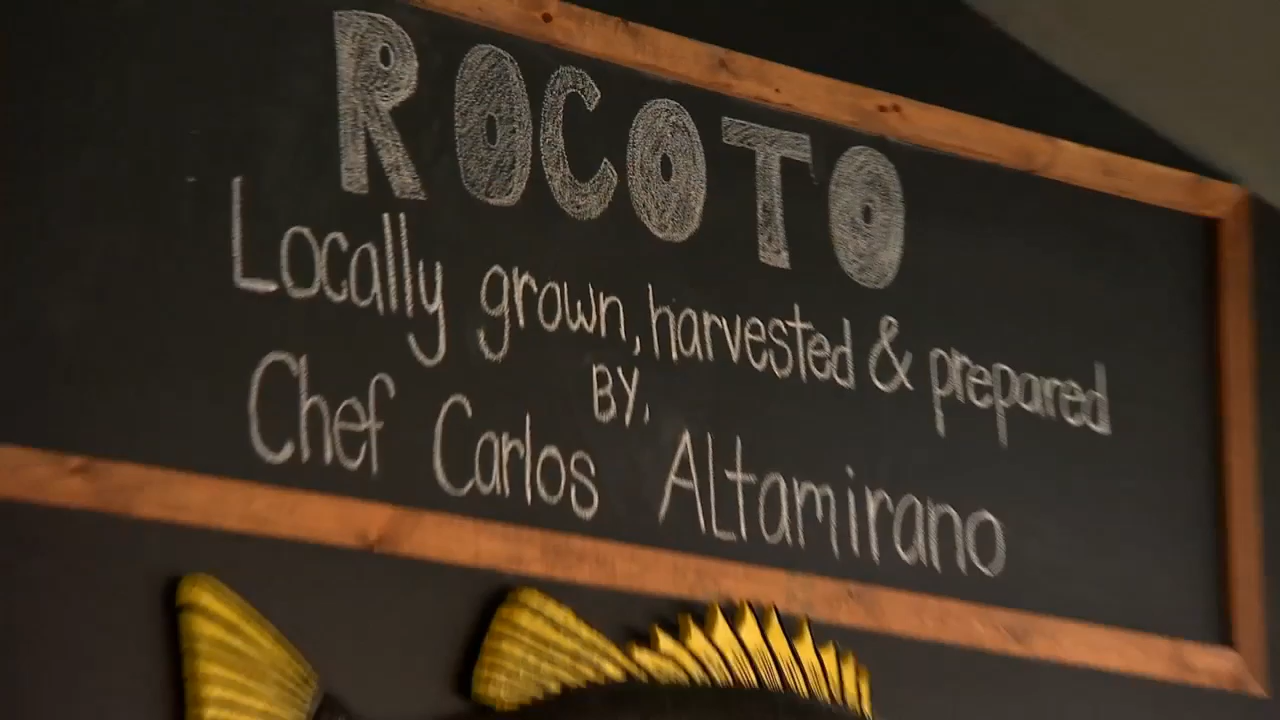 ROCOTO
Locally grown, harvested & prepared
BY.
Chef Carlos Altamirano